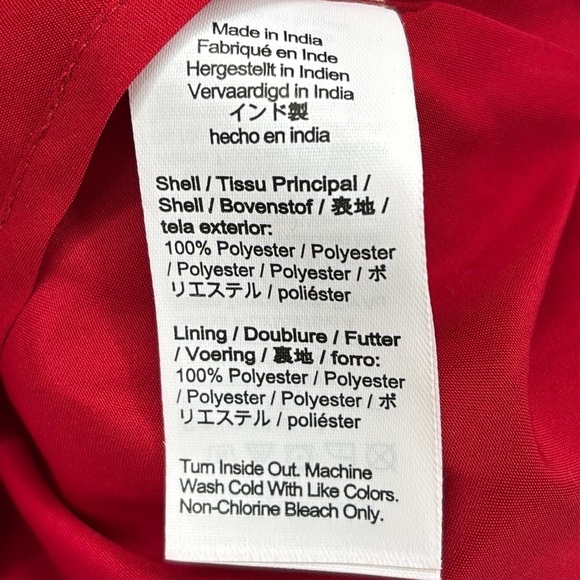 Made in India
Fabriqué en Inde
Hergestellt in Indien
Vervaardigd in India
インド製
hecho en india
Shell / Tissu Principal /
Shell / Bovenstof / 表地 /
tela exterior:
100% Polyester / Polyester
/ Polyester / Polyester / ポ
リエステル / poliéster
Lining / Doublure / Futter
/ Voering / 裏地 / forro:
100% Polyester / Polyester
/ Polyester / Polyester / ポ
リエステル / poliéster
Turn Inside Out. Machine
Wash Cold With Like Colors.
Non-Chlorine Bleach Only.